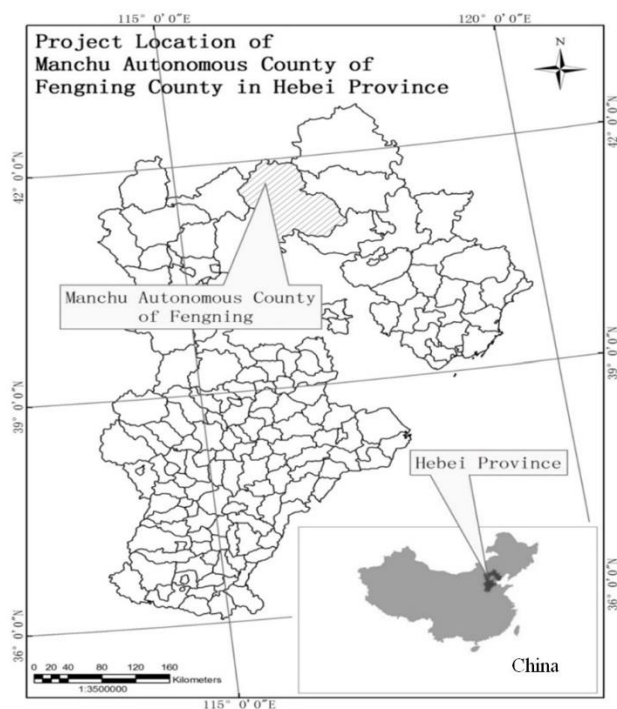 115° 0'0"E
120° 0'0"E
Project Location of
Manchu Autonomous County of
Fengning County in Hebei Province
N
42° 0'0"N
42° 0'0"N
Manchu Autonomous County
of Fengning
39° 0'0"N
39° 0'0"N
Hebei Province
36° 0'0"N
36° 0'0"N
China
0 20 40 80 120 160
Kilometers
1:3500000
115° 0'0"E